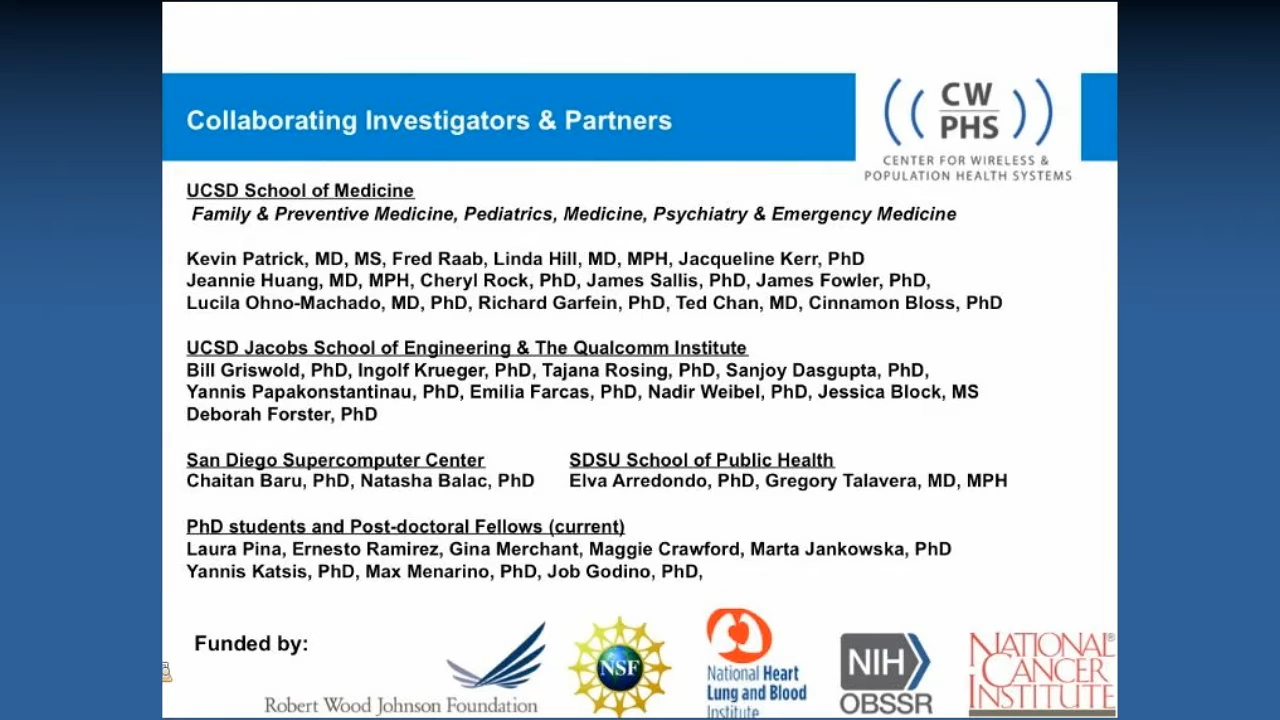 Collaborating Investigators & Partners
CW
PHS
CENTER FOR WIRELESS &
POPULATION HEALTH SYSTEMS
UCSD School of Medicine
Family & Preventive Medicine, Pediatrics, Medicine, Psychiatry & Emergency Medicine
Kevin Patrick, MD, MS, Fred Raab, Linda Hill, MD, MPH, Jacqueline Kerr, PhD
Jeannie Huang, MD, MPH, Cheryl Rock, PhD, James Sallis, PhD, James Fowler, PhD,
Lucila Ohno-Machado, MD, PhD, Richard Garfein, PhD, Ted Chan, MD, Cinnamon Bloss, PhD
UCSD Jacobs School of Engineering & The Qualcomm Institute
Bill Griswold, PhD, Ingolf Krueger, PhD, Tajana Rosing, PhD, Sanjoy Dasgupta, PhD,
Yannis Papakonstantinau, PhD, Emilia Farcas, PhD, Nadir Weibel, PhD, Jessica Block, MS
Deborah Forster, PhD
San Diego Supercomputer Center
Chaitan Baru, PhD, Natasha Balac, PhD
SDSU School of Public Health
Elva Arredondo, PhD, Gregory Talavera, MD, MPH
PhD students and Post-doctoral Fellows (current)
Laura Pina, Ernesto Ramirez, Gina Merchant, Maggie Crawford, Marta Jankowska, PhD
Yannis Katsis, PhD, Max Menarino, PhD, Job Godino, PhD,
Funded by:
Robert Wood Johnson Foundation
NSF
National Heart
Lung and Blood
Institute
NIH
OBSSR
NATIONAL®
CANCER
INSTITUTE